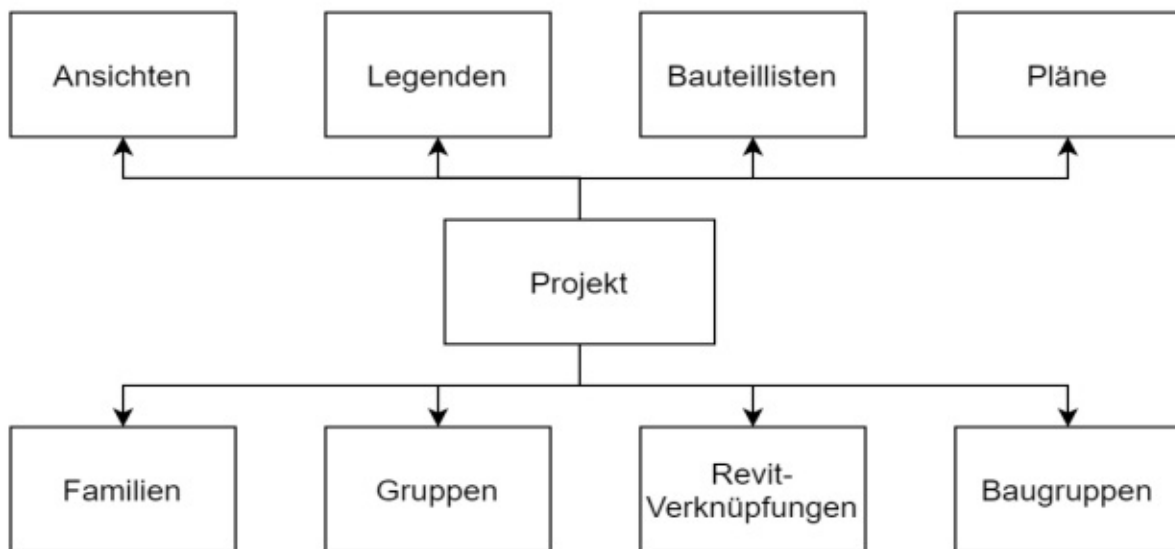 Ansichten
Legenden
Bauteillisten
Pläne
Projekt
Familien
Gruppen
Revit-
Verknüpfungen
Baugruppen